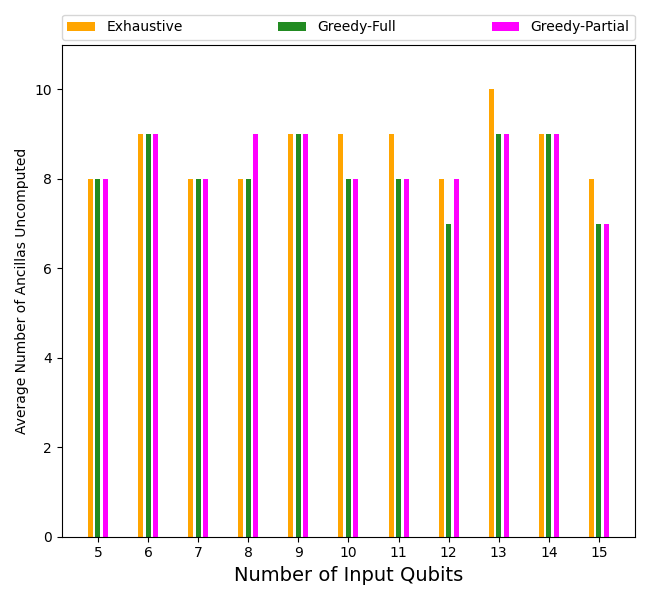 Exhaustive Greedy-Full Greedy-Partial
Average Number of Ancillas Uncomputed
10
8
6
4
2
0
5 6 7 8 9 10 11 12 13 14 15
Number of Input Qubits